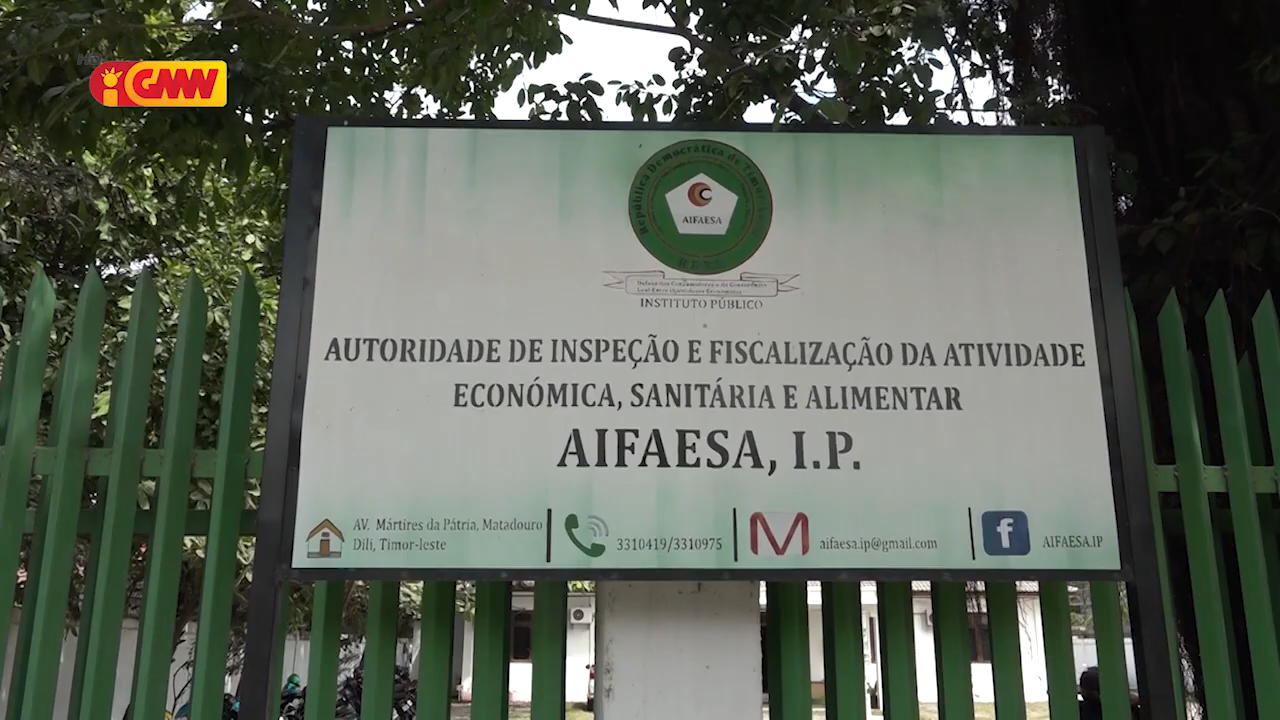 GMN
República Democrática de Timor
AIFAESA
INSTITUTO PÚBLICO
AUTORIDADE DE INSPEÇÃO E FISCALIZAÇÃO DA ATIVIDADE
ECONÓMICA, SANITÁRIA E ALIMENTAR
AIFAESA, I.P.
AV. Mártires da Pátria, Matadouro
Dili, Timor-leste
3310419/3310975
aifaesa.ip@gmail.com
AIFAESA.IP